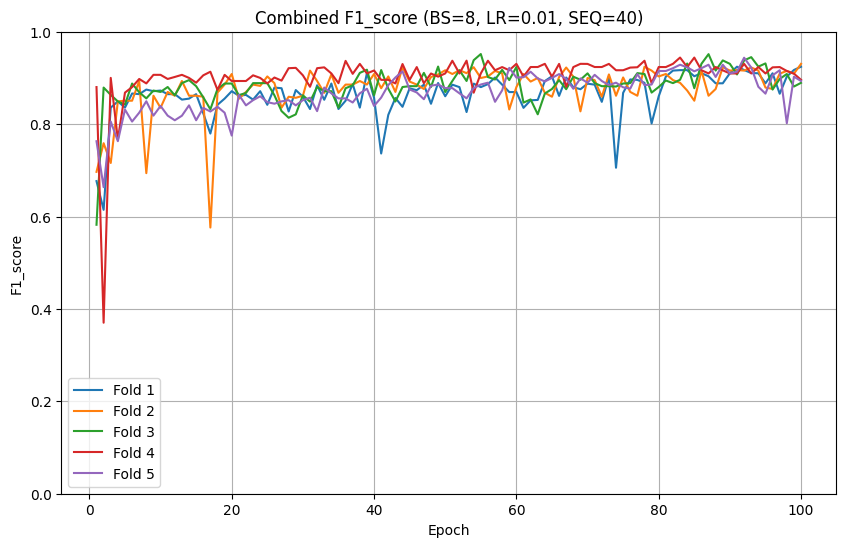 Combined F1_score (BS=8, LR=0.01, SEQ=40)
1.0
0.8
0.6
0.4
0.2
0.0
F1_score
Fold 1
Fold 2
Fold 3
Fold 4
Fold 5
0 20 40 60 80 100
Epoch